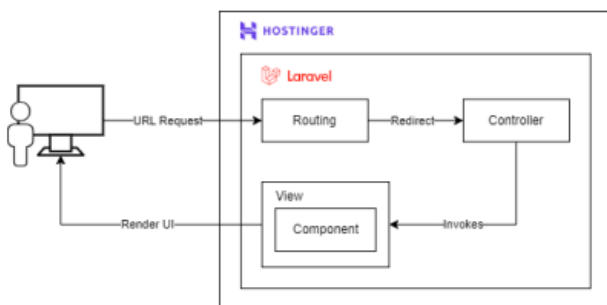 HOSTINGER
Laravel
URL Request
Routing
Redirect
Controller
View
Component
Render UI
Invokes